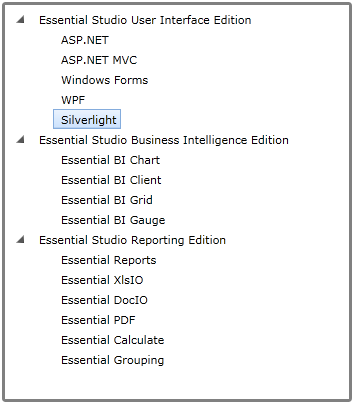 Essential Studio User Interface Edition
ASP.NET
ASP.NET MVC
Windows Forms
WPF
Silverlight
Essential Studio Business Intelligence Edition
Essential BI Chart
Essential BI Client
Essential BI Grid
Essential BI Gauge
Essential Studio Reporting Edition
Essential Reports
Essential XlsIO
Essential DocIO
Essential PDF
Essential Calculate
Essential Grouping